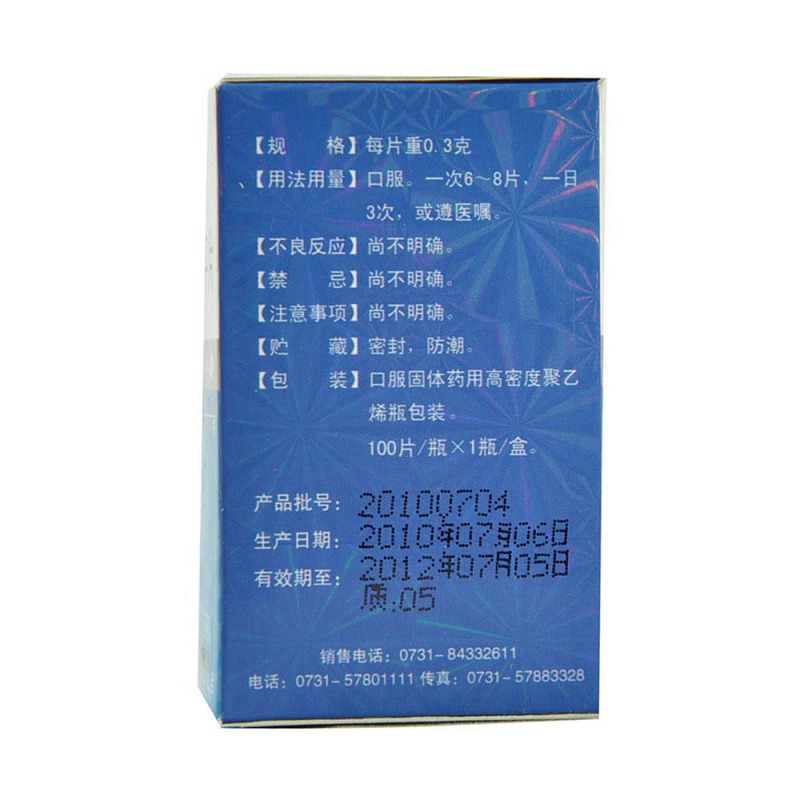 【规　　格】每片重0.3克
【用法用量】口服。一次6～8片，一日
3次，或遵医嘱。
【不良反应】尚不明确。
【禁　　忌】尚不明确。
【注意事项】尚不明确。
【贮　　藏】密封，防潮。
【包　　装】口服固体药用高密度聚乙
烯瓶包装。
100片/瓶×1瓶/盒。
产品批号：20100704
生产日期：2010年07月06日
有效期至：2012年07月05日
质:05
销售电话：0731-84332611
电话：0731-57801111 传真：0731-57883328